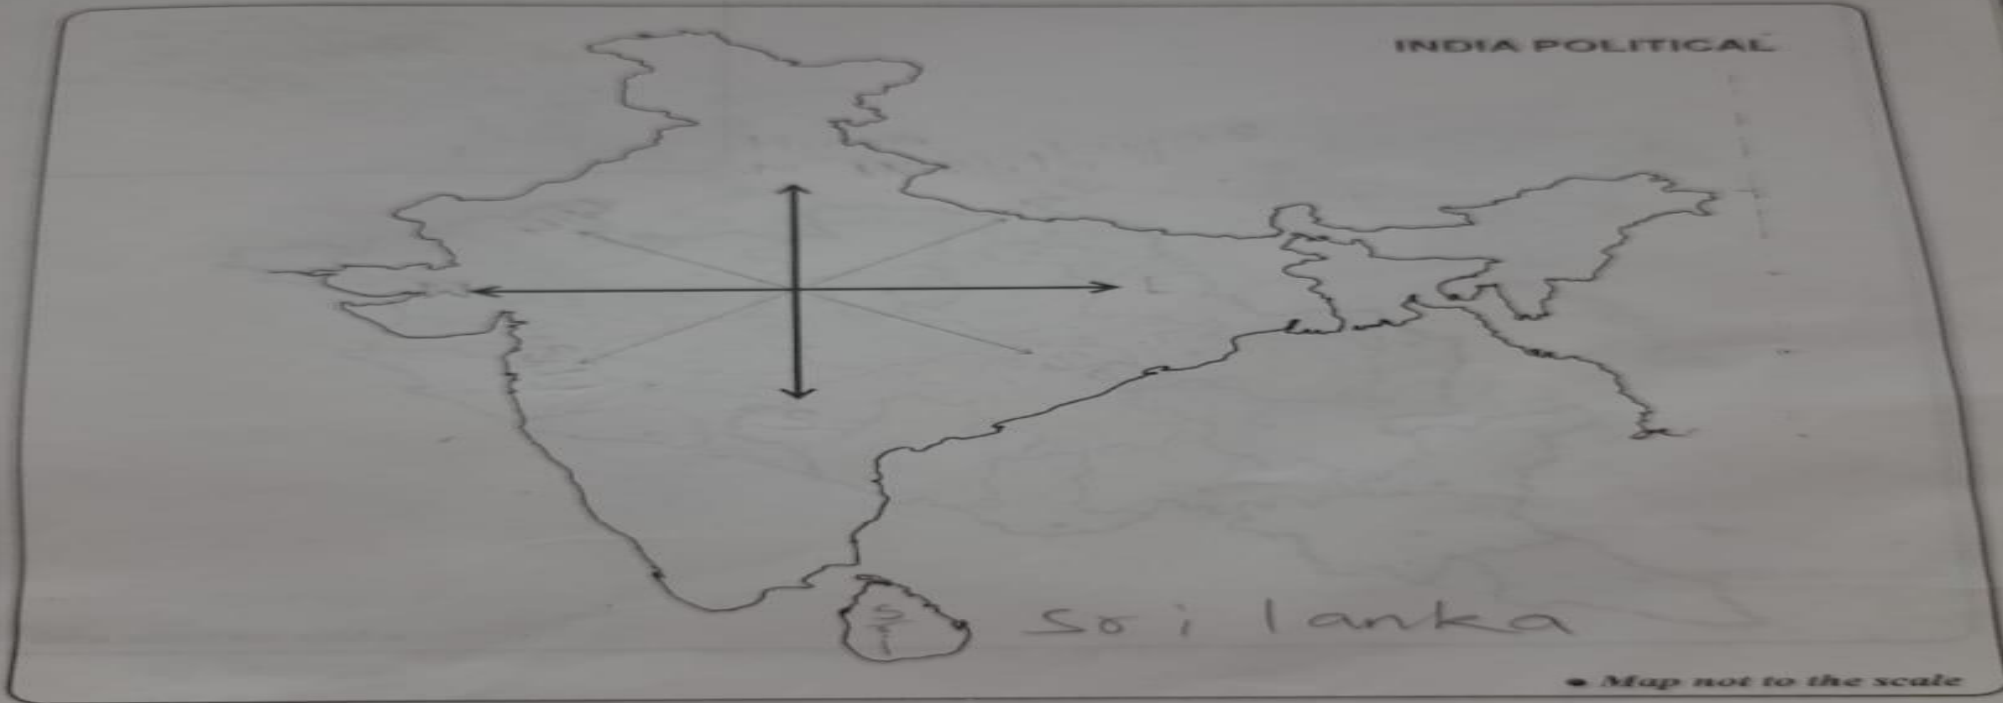 INDIA POLITICAL
Sri
Sri lanka
• Map not to the scale